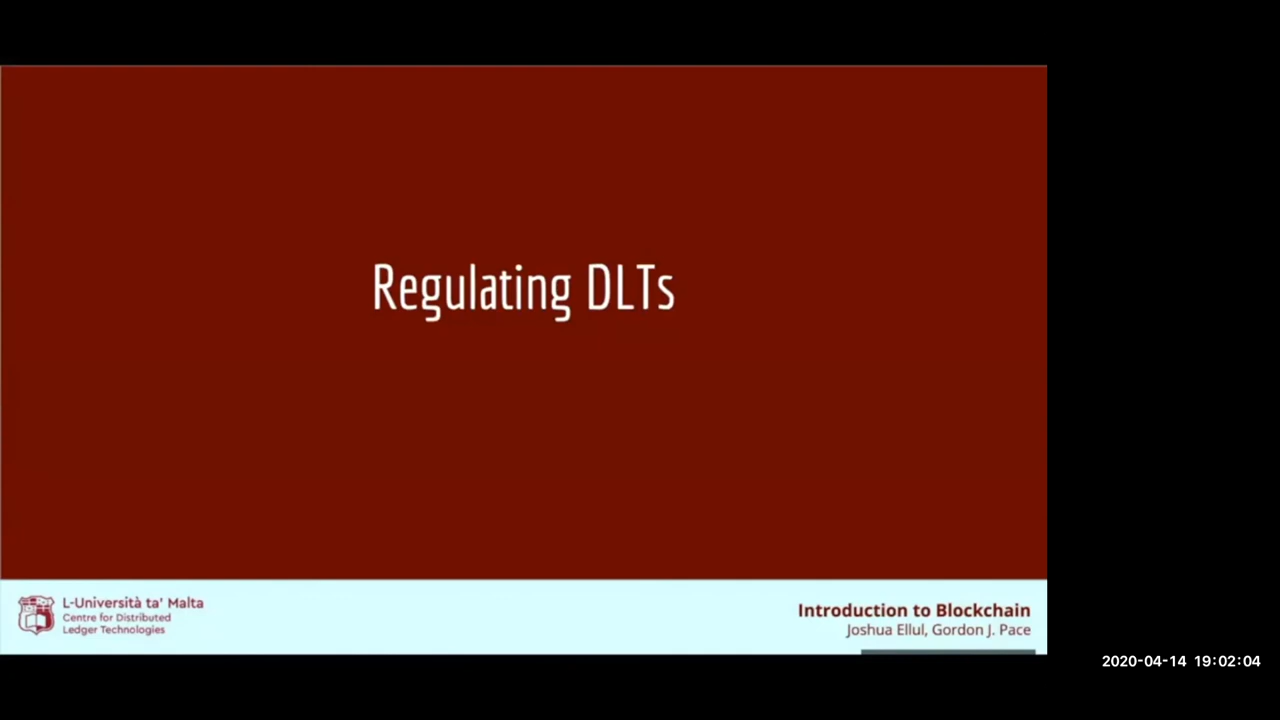 Regulating DLTs
L-Università ta' Malta
Centre for Distributed
Ledger Technologies
Introduction to Blockchain
Joshua Ellul, Gordon J. Pace
2020-04-14 19:02:04